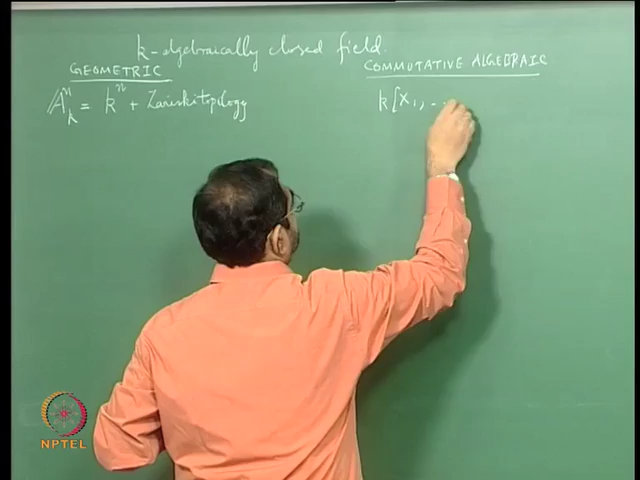 k-algebraically closed field.
GEOMETRIC
COMMUTATIVE ALGEBRAIC
𝔸ⁿₖ = kⁿ + Zariski topology
k[X₁, ..
NPTEL